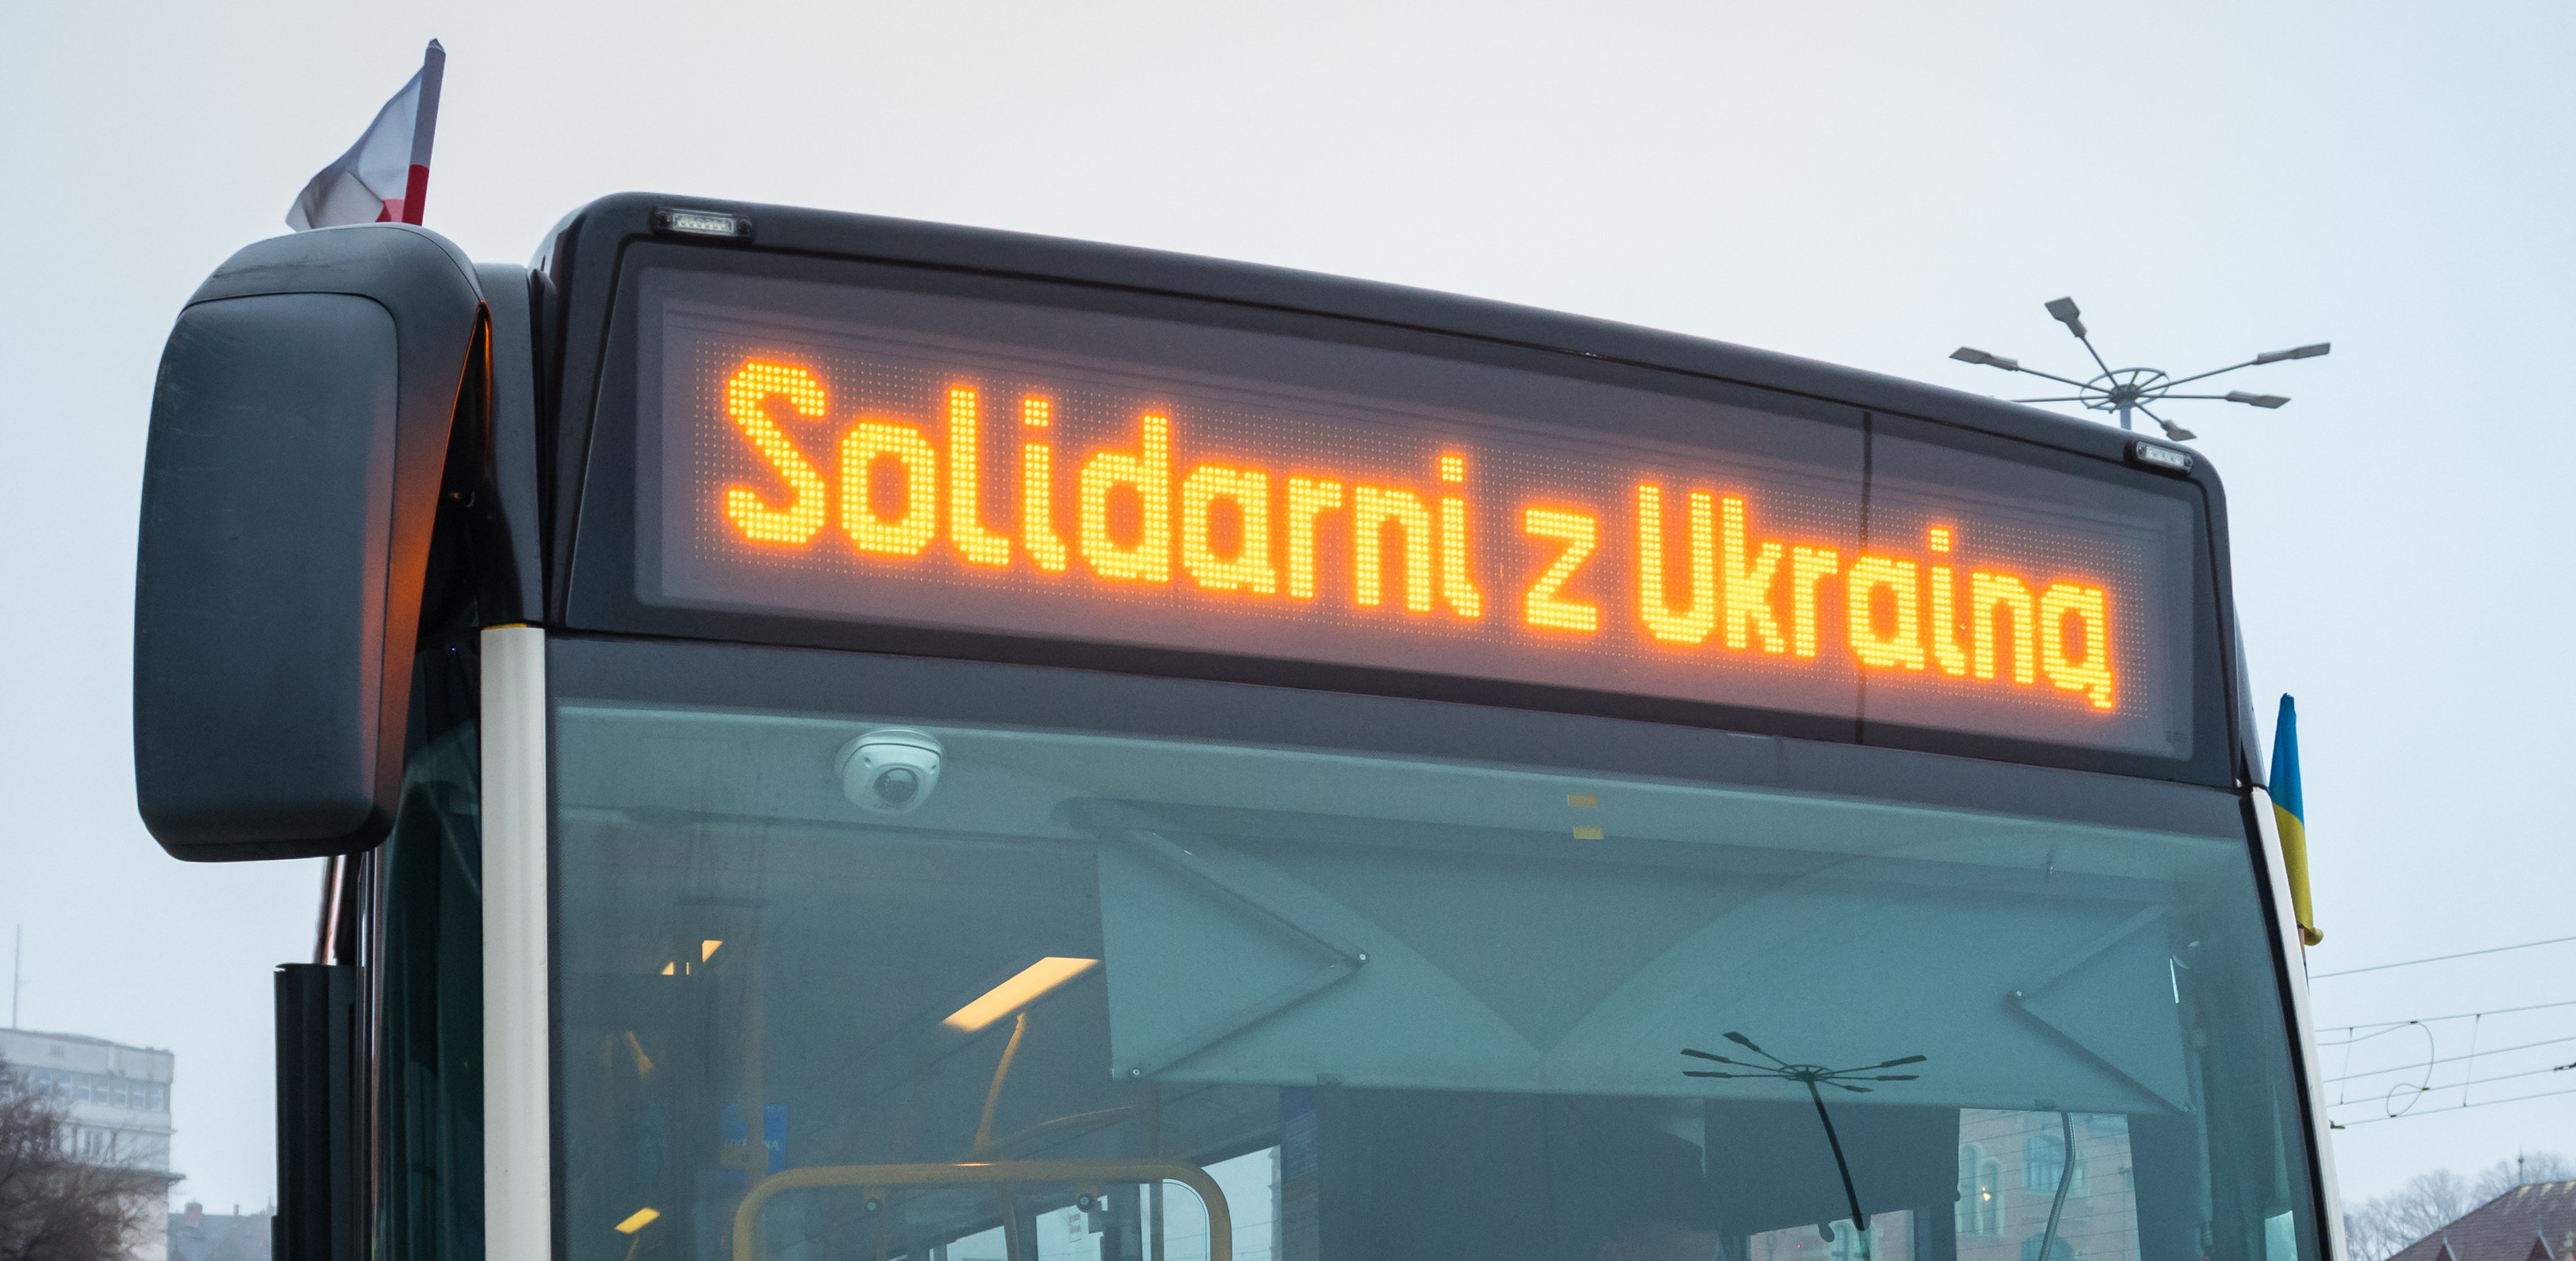 Solidarni z Ukrainą